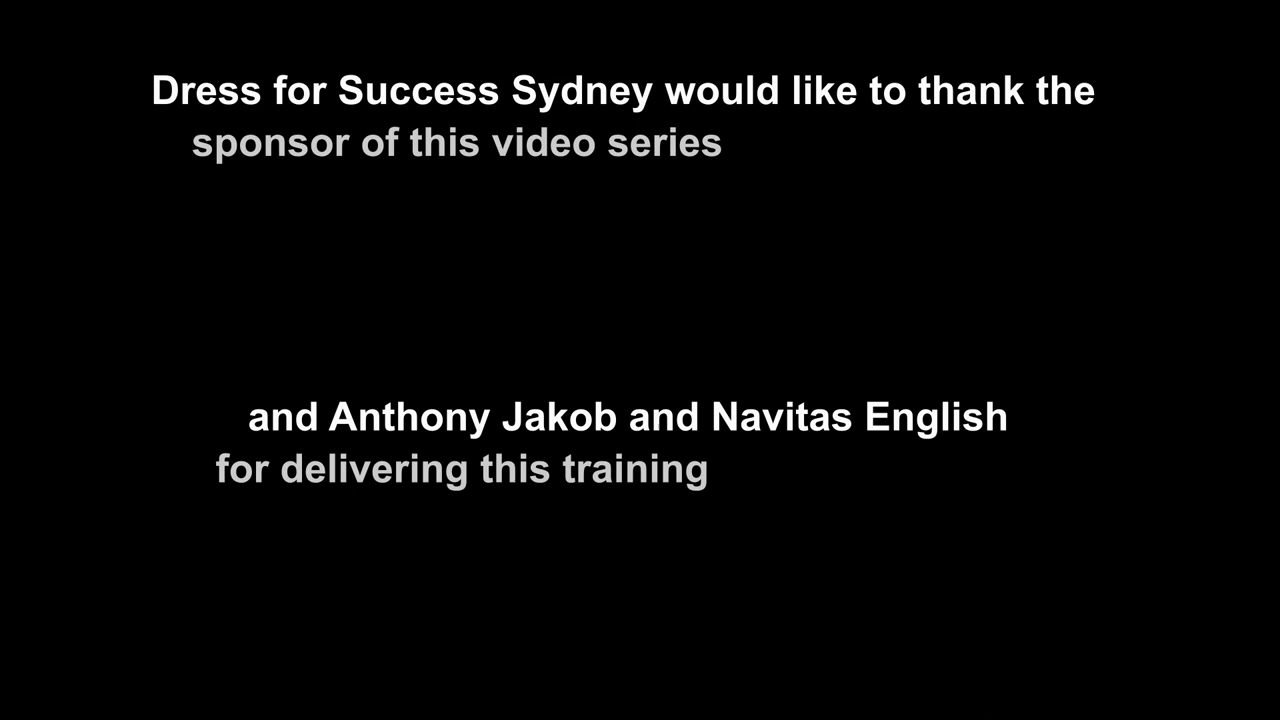 Dress for Success Sydney would like to thank the
sponsor of this video series
and Anthony Jakob and Navitas English
for delivering this training